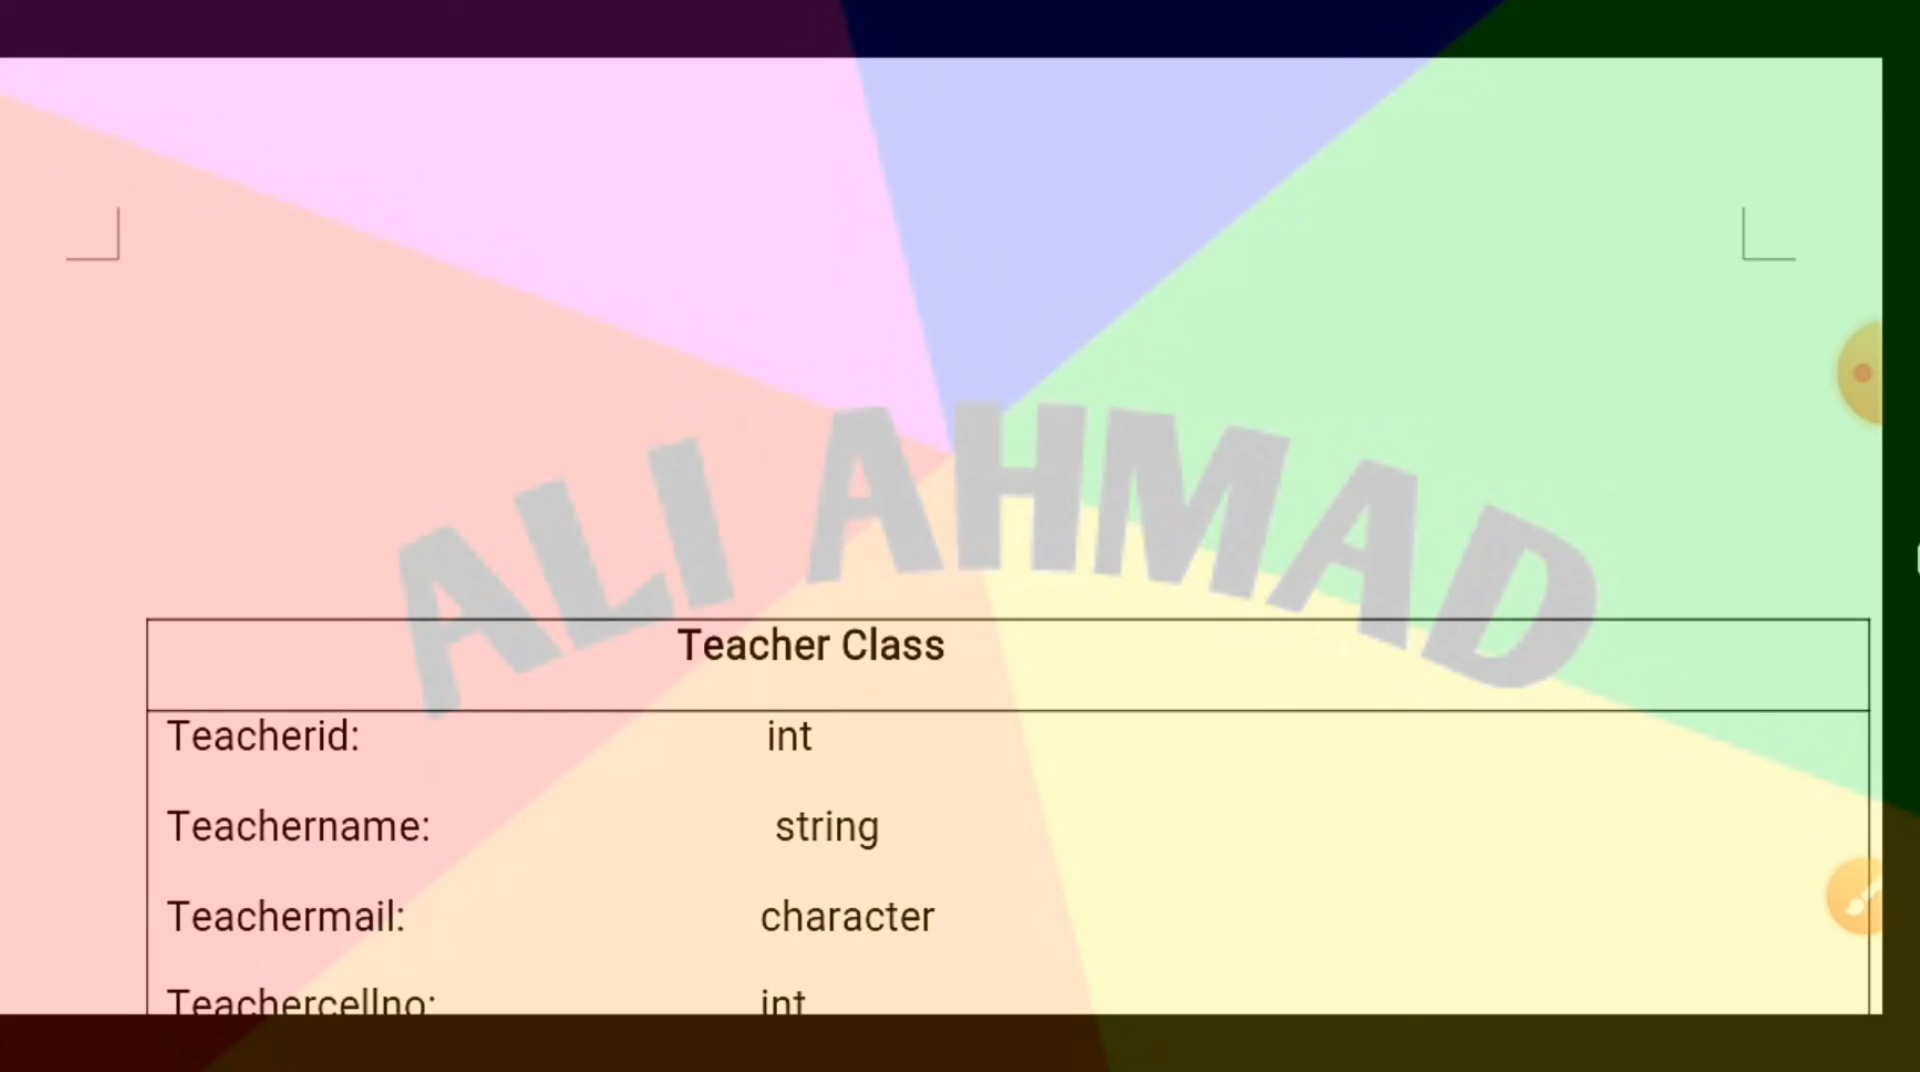 ALI AHMAD
Teacher Class
Teacherid: int
Teachername: string
Teachermail: character
Teachercellno: int